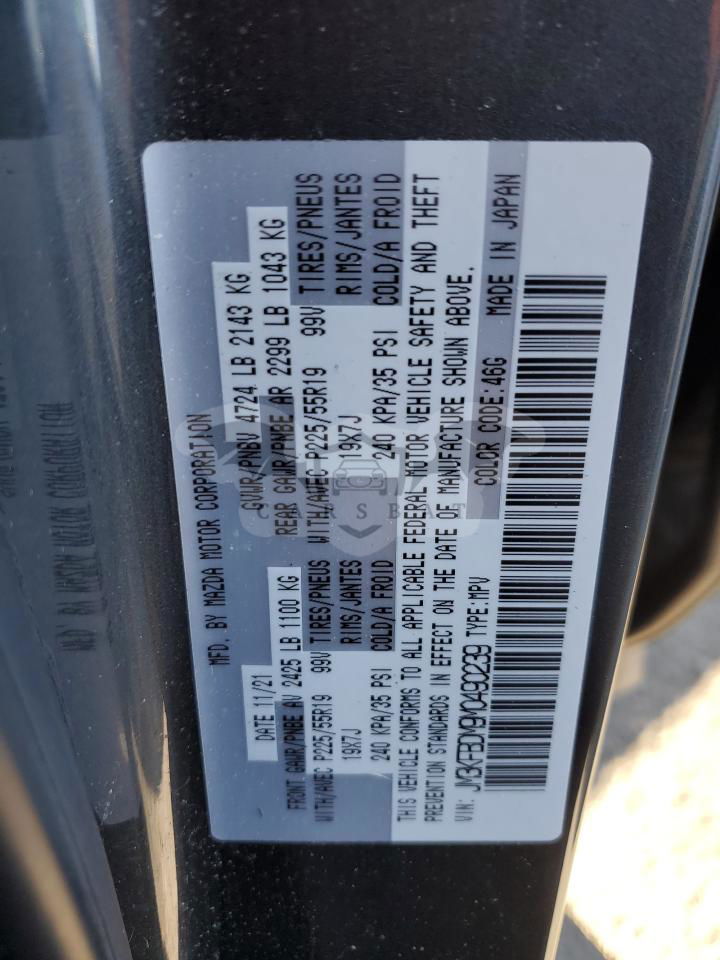 MFD. BY MAZDA MOTOR CORPORATION
DATE 11/21 GVWR/PNBV 4724 LB 2143 KG
FRONT GAWR/PNBE AV 2425 LB 1100 KG REAR GAWR/PNBE AR 2299 LB 1043 KG
WITH/AVEC P225/55R19 99V TIRES/PNEUS WITH/AVEC P225/55R19 99V TIRES/PNEUS
19X7J RIMS/JANTES 19X7J RIMS/JANTES
240 KPA/35 PSI COLD/A FROID 240 KPA/35 PSI COLD/A FROID
THIS VEHICLE CONFORMS TO ALL APPLICABLE FEDERAL MOTOR VEHICLE SAFETY AND THEFT
PREVENTION STANDARDS IN EFFECT ON THE DATE OF MANUFACTURE SHOWN ABOVE.
VIN: JM3KFBDM9N0490239 TYPE:MPV COLOR CODE:46G MADE IN JAPAN
CARSBAT